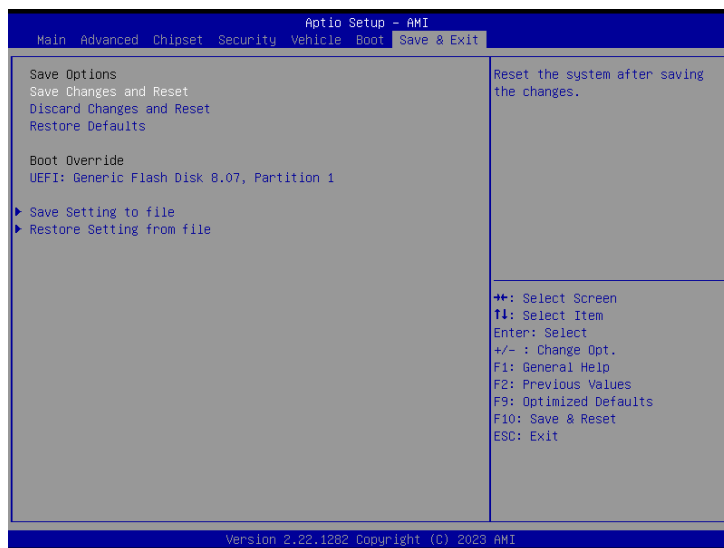 Aptio Setup – AMI
Main Advanced Chipset Security Vehicle Boot Save & Exit
Save Options
Save Changes and Reset
Discard Changes and Reset
Restore Defaults
Boot Override
UEFI: Generic Flash Disk 8.07, Partition 1
Save Setting to file
Restore Setting from file
Reset the system after saving
the changes.
→←: Select Screen
↑↓: Select Item
Enter: Select
+/– : Change Opt.
F1: General Help
F2: Previous Values
F9: Optimized Defaults
F10: Save & Reset
ESC: Exit
Version 2.22.1282 Copyright (C) 2023 AMI